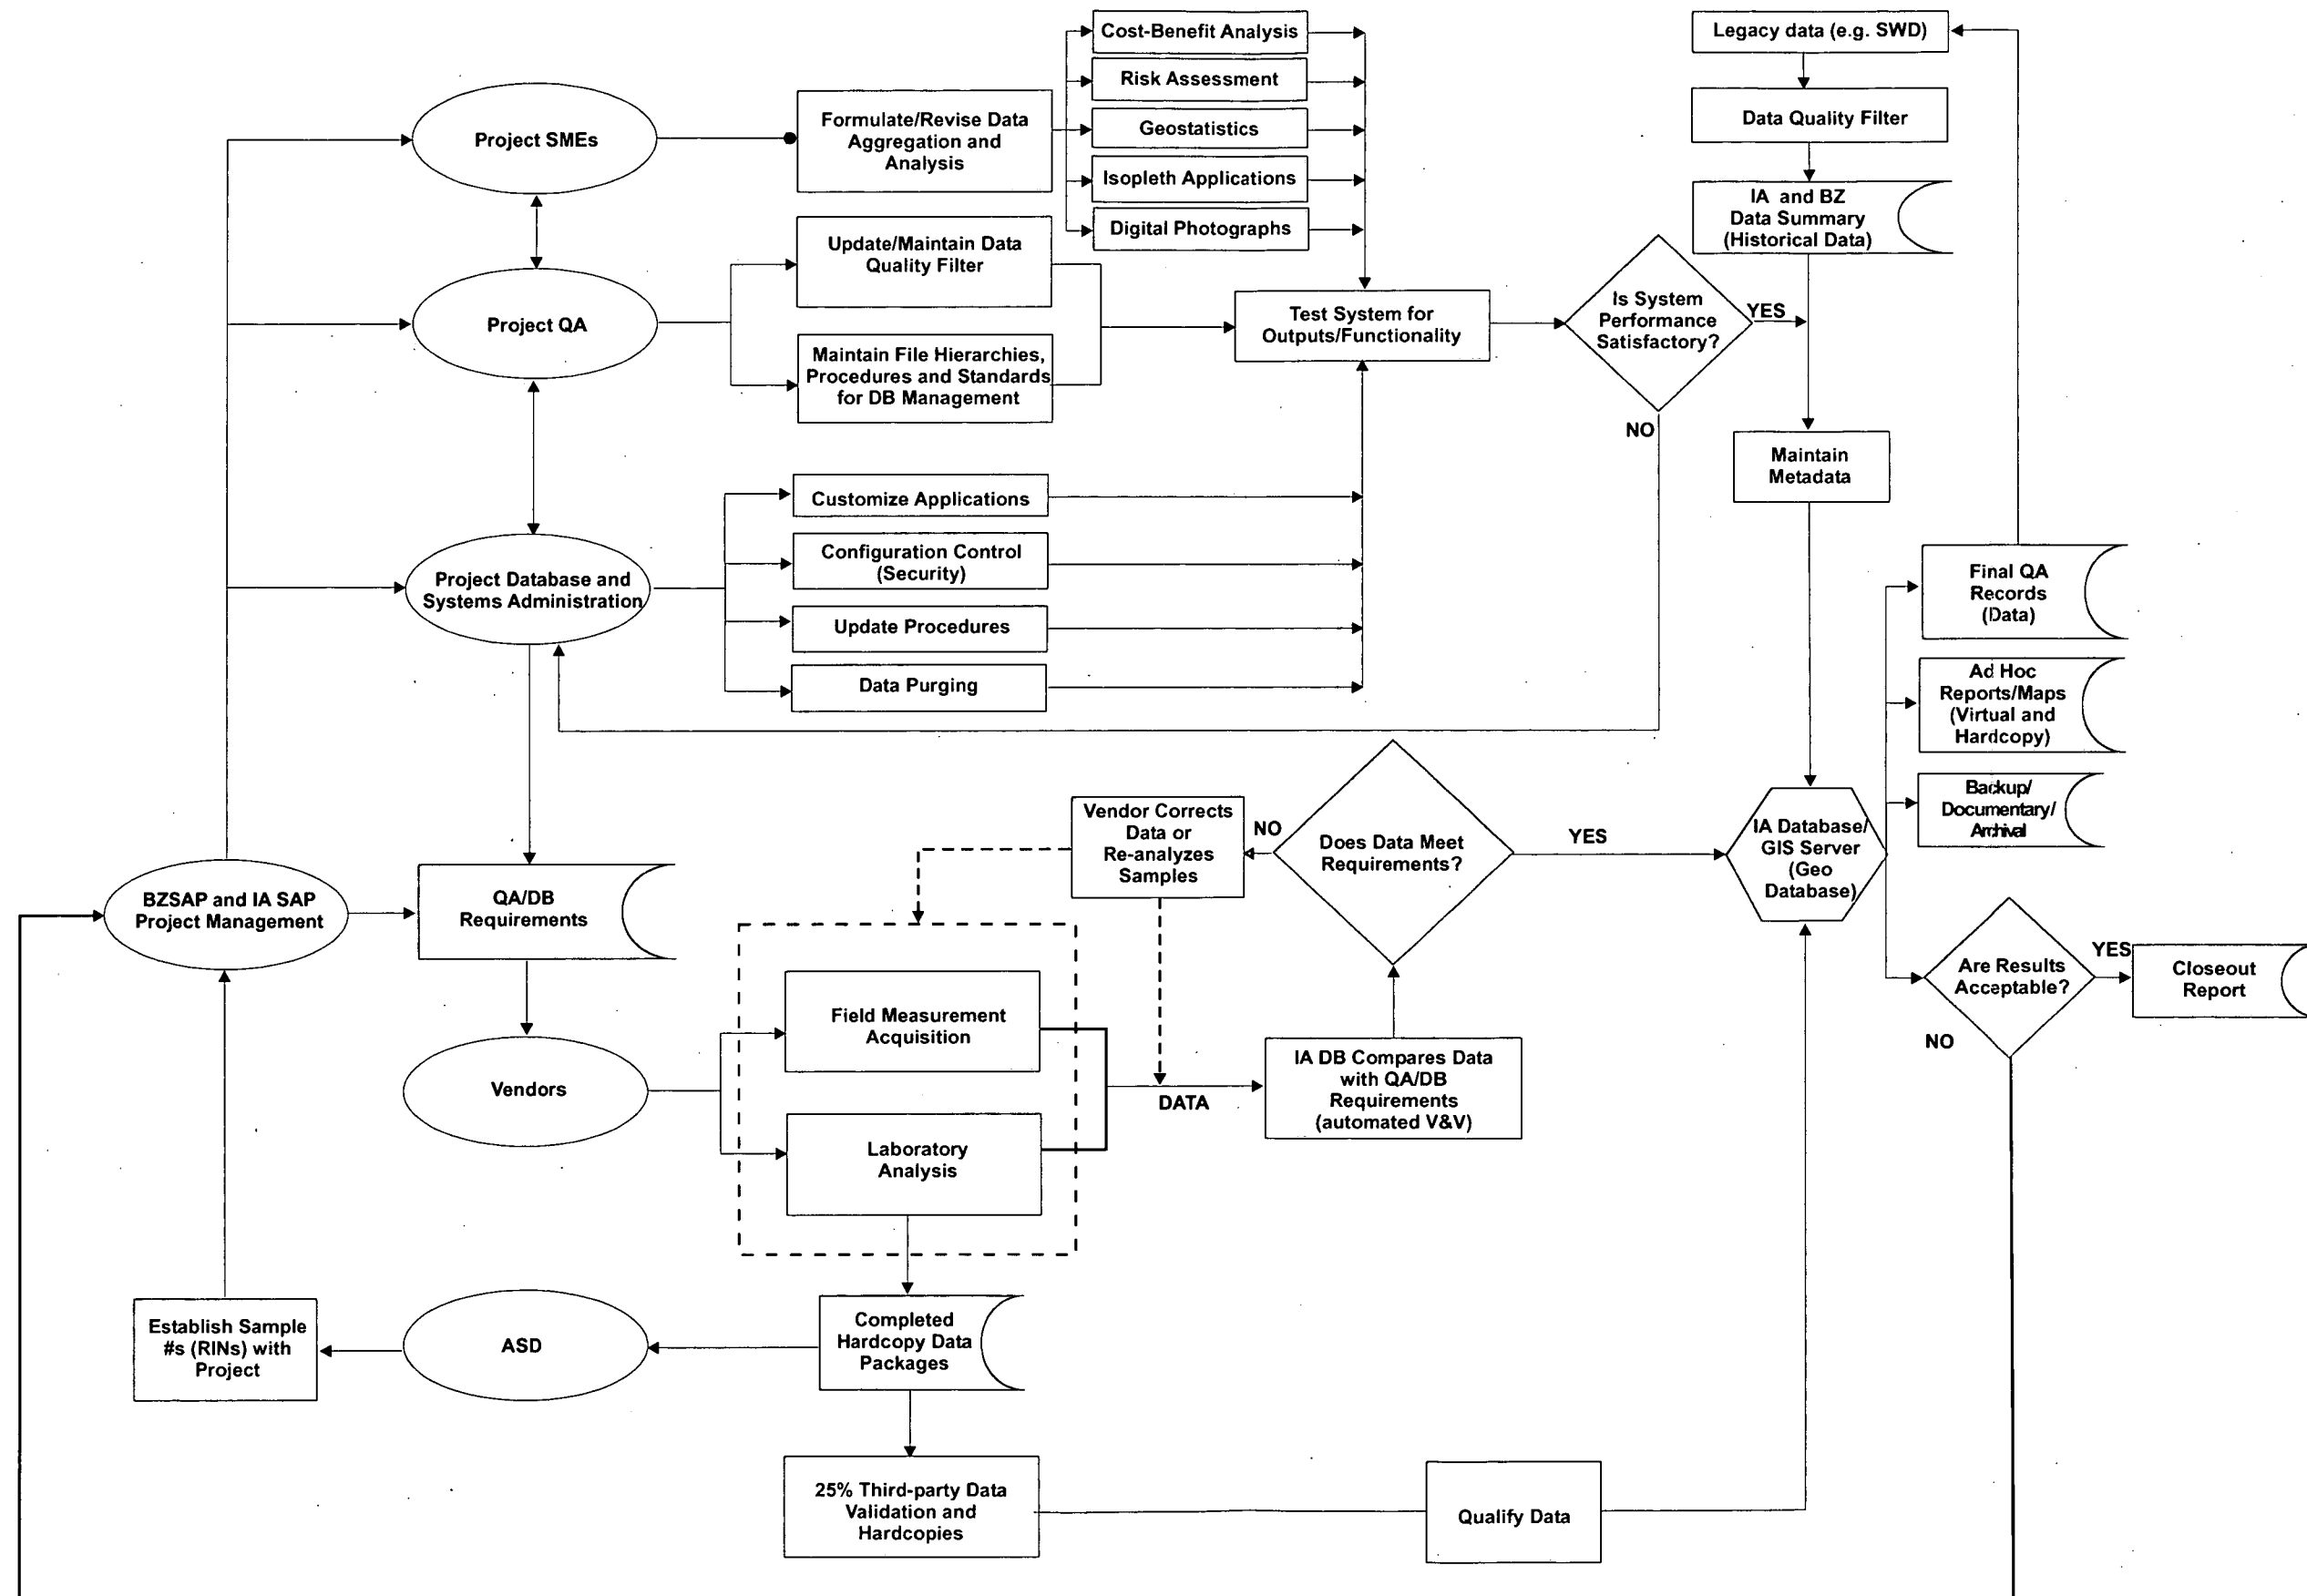 Cost-Benefit Analysis
Risk Assessment
Geostatistics
Isopleth Applications
Digital Photographs
Legacy data (e.g. SWD)
Data Quality Filter
IA and BZ
Data Summary
(Historical Data)
Project SMEs
Formulate/Revise Data
Aggregation and
Analysis
Project QA
Update/Maintain Data
Quality Filter
Maintain File Hierarchies,
Procedures and Standards
for DB Management
Test System for
Outputs/Functionality
Is System
Performance
Satisfactory?
YES
NO
Maintain
Metadata
Project Database and
Systems Administration
Customize Applications
Configuration Control
(Security)
Update Procedures
Data Purging
Final QA
Records
(Data)
Ad Hoc
Reports/Maps
(Virtual and
Hardcopy)
Backup/
Documentary/
Archival
BZSAP and IA SAP
Project Management
QA/DB
Requirements
Vendor Corrects
Data or
Re-analyzes
Samples
NO
Does Data Meet
Requirements?
YES
IA Database/
GIS Server
(Geo
Database)
Are Results
Acceptable?
YES
NO
Closeout
Report
Vendors
Field Measurement
Acquisition
Laboratory
Analysis
DATA
IA DB Compares Data
with QA/DB
Requirements
(automated V&V)
Establish Sample
#s (RINs) with
Project
ASD
Completed
Hardcopy Data
Packages
25% Third-party Data
Validation and
Hardcopies
Qualify Data